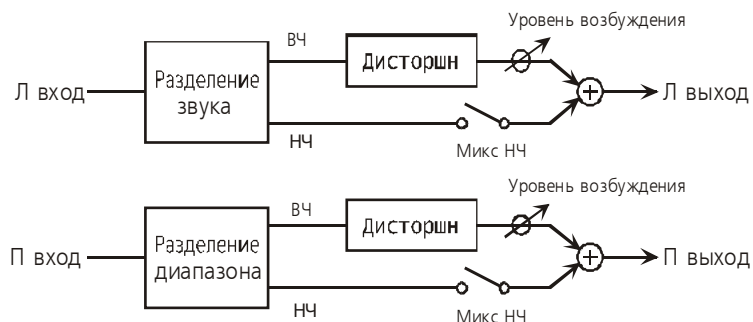 Уровень возбуждения
ВЧ
Дисторшн
Разделение
звука
Л вход
Л выход
НЧ
Микс НЧ
Уровень возбуждения
ВЧ
Дисторшн
Разделение
диапазона
П вход
П выход
НЧ
Микс НЧ